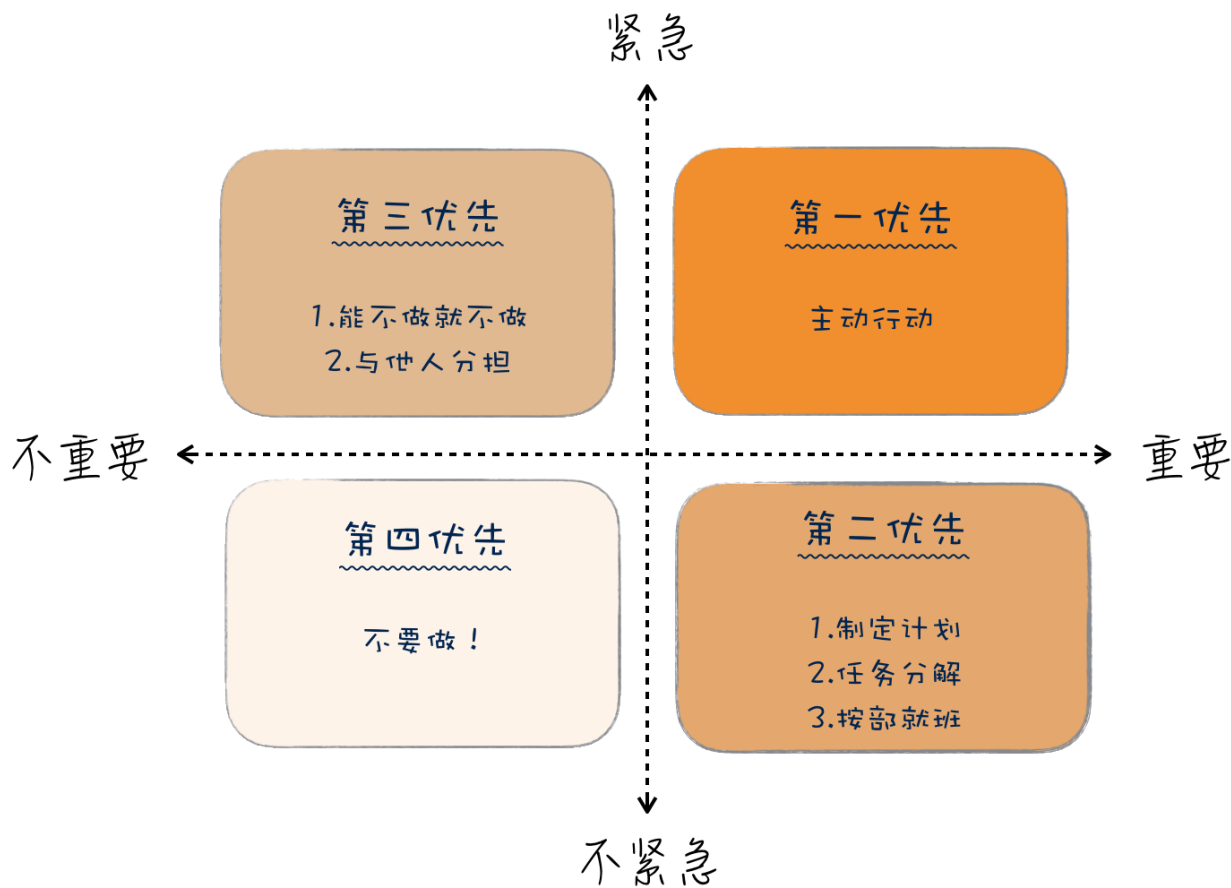 紧急
第三优先
1.能不做就不做
2.与他人分担
第一优先
主动行动
不重要
重要
第四优先
不要做！
第二优先
1.制定计划
2.任务分解
3.按部就班
不紧急